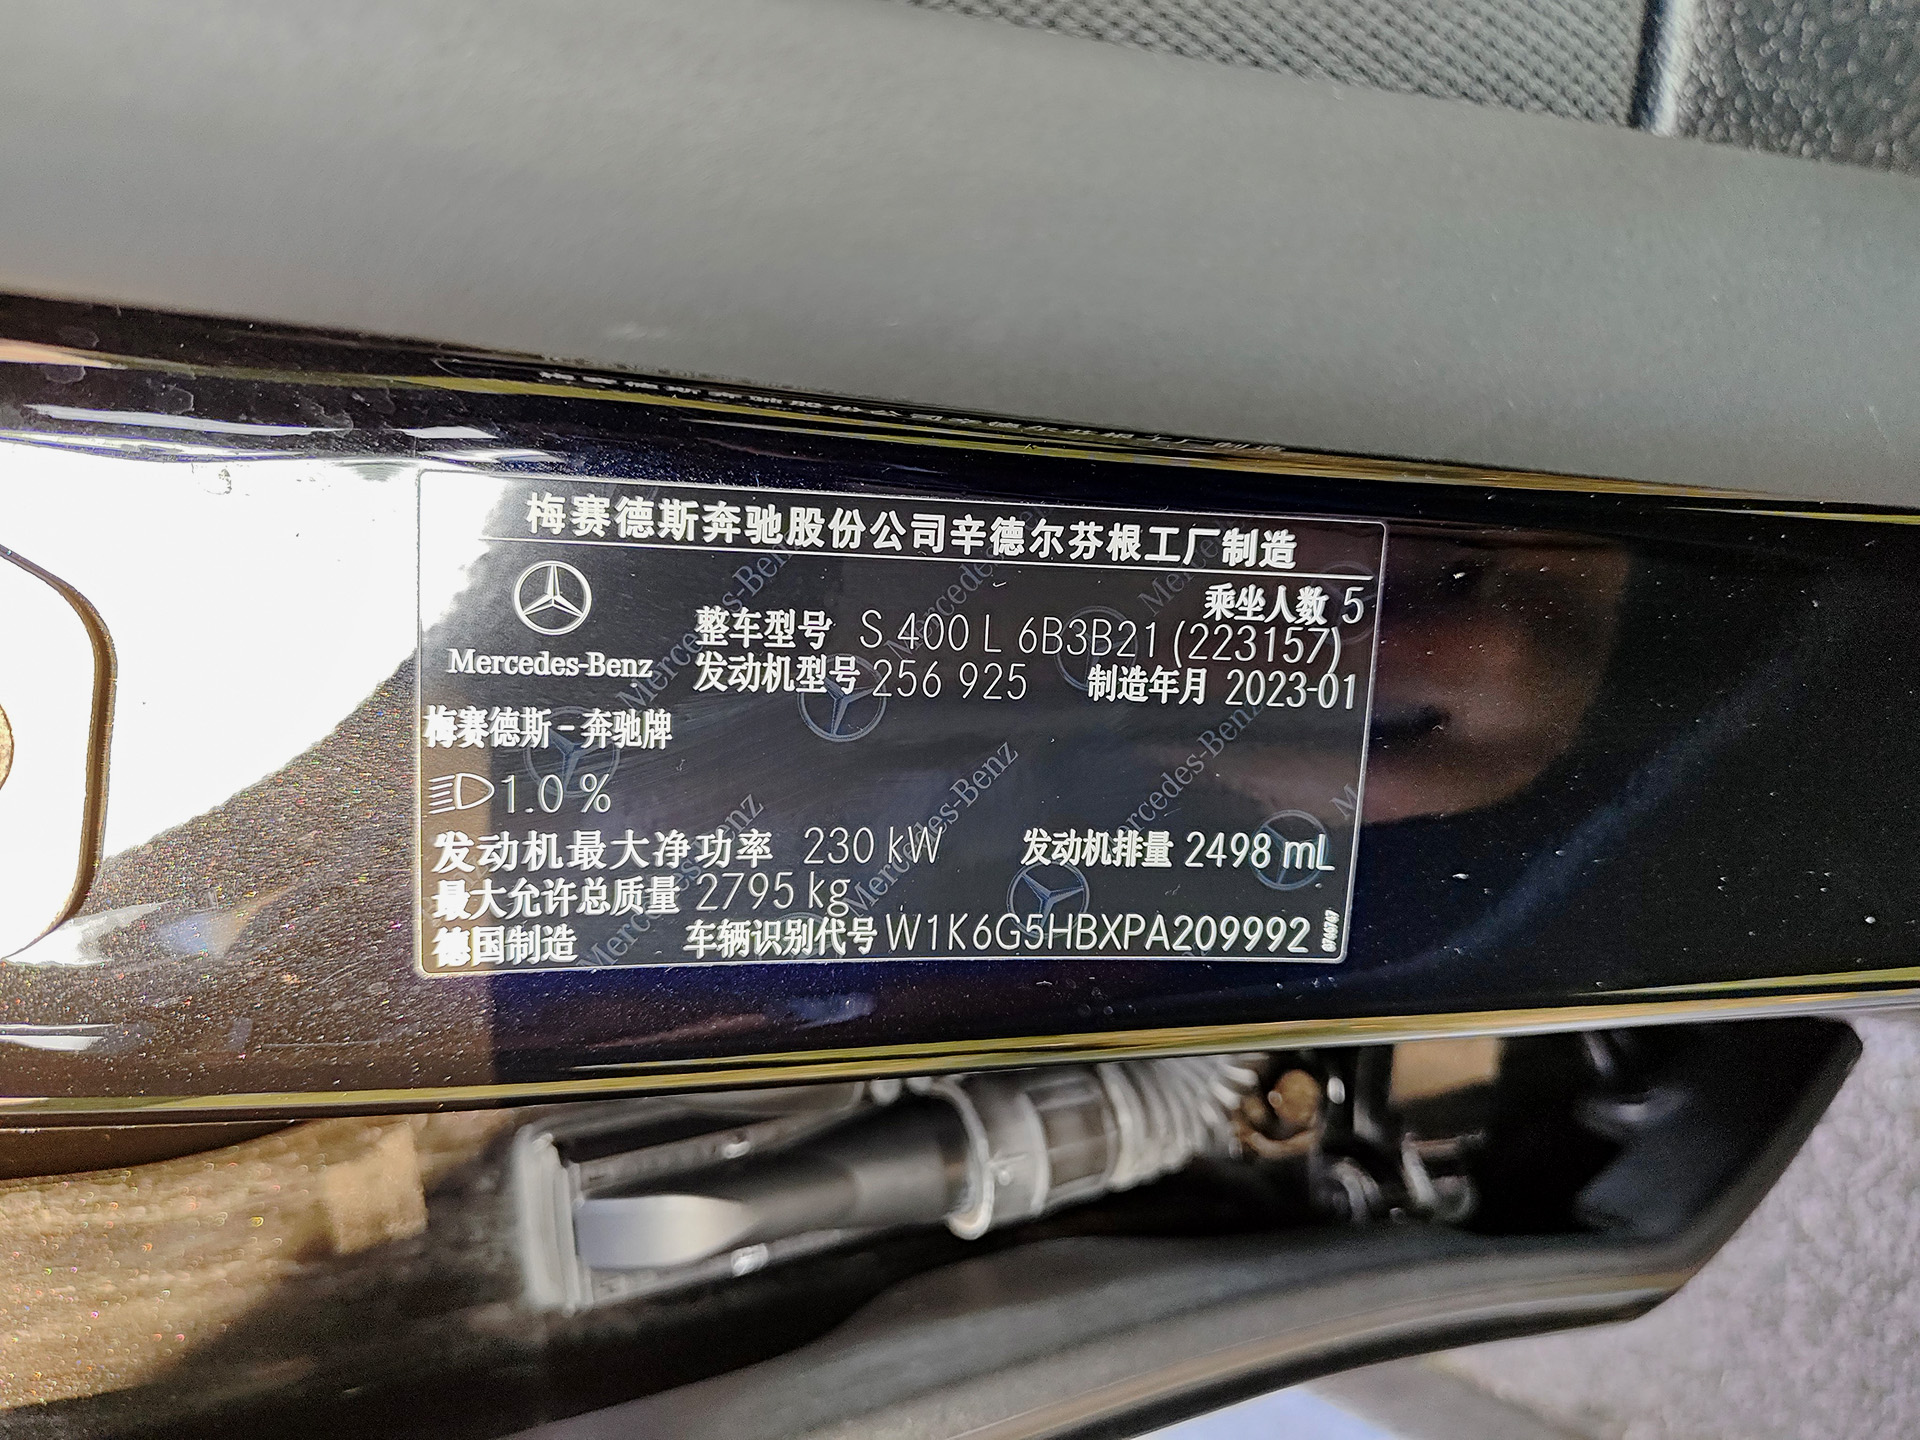 梅赛德斯奔驰股份公司辛德尔芬根工厂制造
乘坐人数 5
整车型号 S 400 L 6B3B21 (223157)
Mercedes-Benz
发动机型号 256 925 制造年月 2023-01
梅赛德斯-奔驰牌
1.0 %
发动机最大净功率 230 kW 发动机排量 2498 mL
最大允许总质量 2795 kg
德国制造 车辆识别代号 W1K6G5HBXPA209992